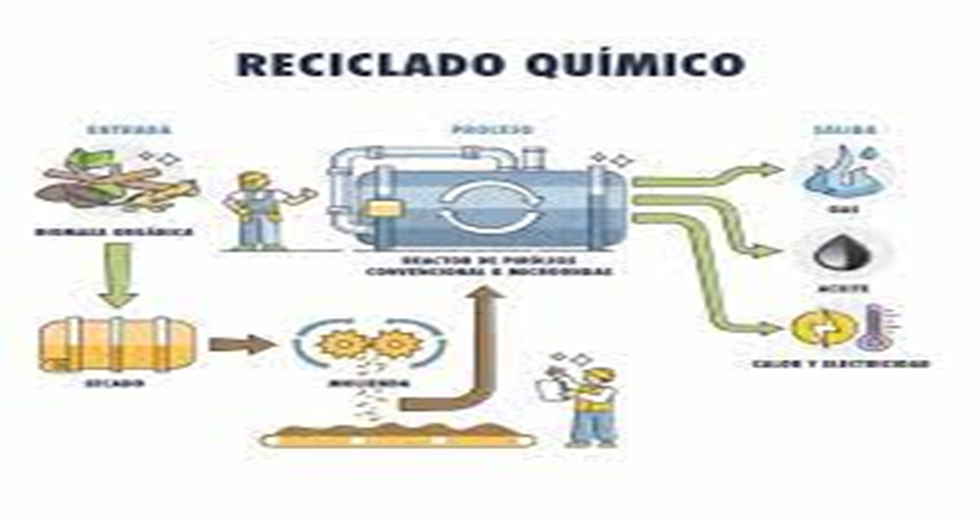 RECICLADO QUÍMICO
ENTRADA
PROCESO
SALIDA
BIOMASA ORGÁNICA
REACTOR DE PIRÓLISIS
CONVENCIONAL O MICROONDAS
GAS
ACEITE
SECADO
MOLIENDA
CALOR Y ELECTRICIDAD